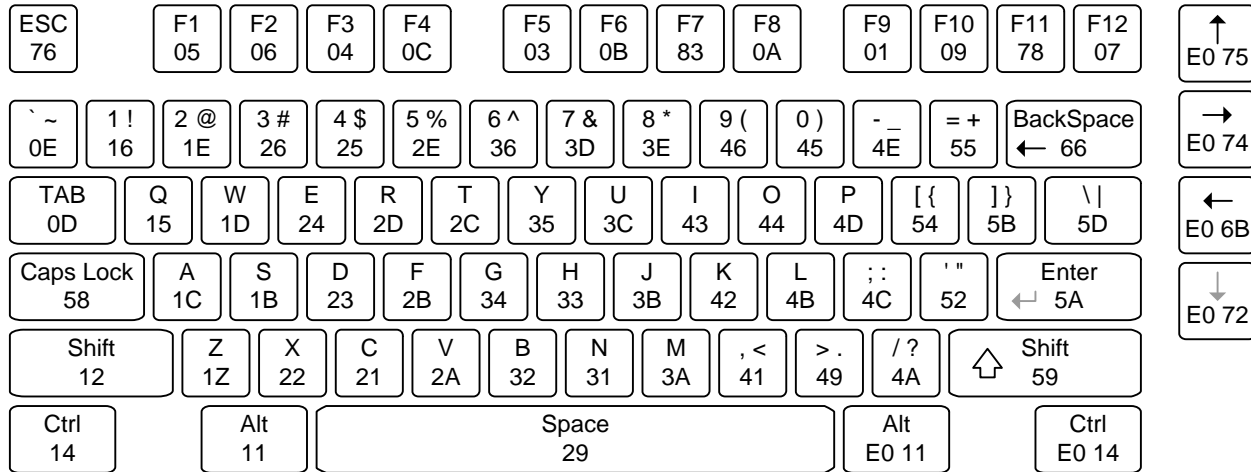 ESC F1 F2 F3 F4 F5 F6 F7 F8 F9 F10 F11 F12 ↑
76 05 06 04 0C 03 0B 83 0A 01 09 78 07 E0 75
` ~ 1 ! 2 @ 3 # 4 $ 5 % 6 ^ 7 & 8 * 9 ( 0 ) - _ = + BackSpace →
0E 16 1E 26 25 2E 36 3D 3E 46 45 4E 55 ← 66 E0 74
TAB Q W E R T Y U I O P [ { ] } \ | ←
0D 15 1D 24 2D 2C 35 3C 43 44 4D 54 5B 5D E0 6B
Caps Lock A S D F G H J K L ; : ' " Enter ↓
58 1C 1B 23 2B 34 33 3B 42 4B 4C 52 ↵ 5A E0 72
Shift Z X C V B N M , < > . / ? Shift
12 1Z 22 21 2A 32 31 3A 41 49 4A ⇧ 59
Ctrl Alt Space Alt Ctrl
14 11 29 E0 11 E0 14